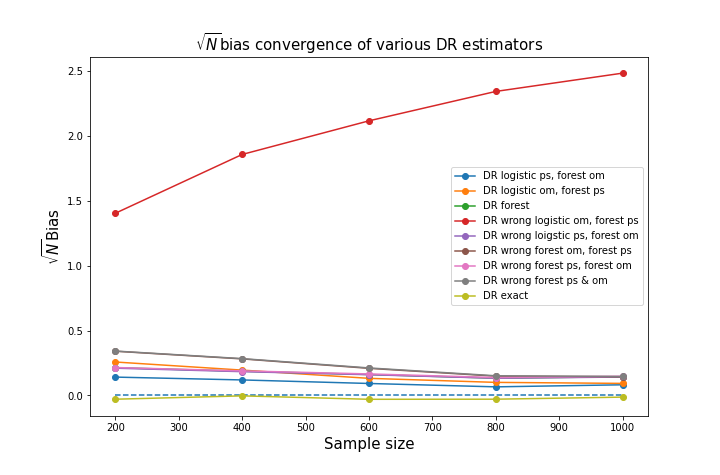 √N bias convergence of various DR estimators
√N Bias
2.5
2.0
1.5
1.0
0.5
0.0
DR logistic ps, forest om
DR logistic om, forest ps
DR forest
DR wrong logistic om, forest ps
DR wrong loigstic ps, forest om
DR wrong forest om, forest ps
DR wrong forest ps, forest om
DR wrong forest ps & om
DR exact
200 300 400 500 600 700 800 900 1000
Sample size